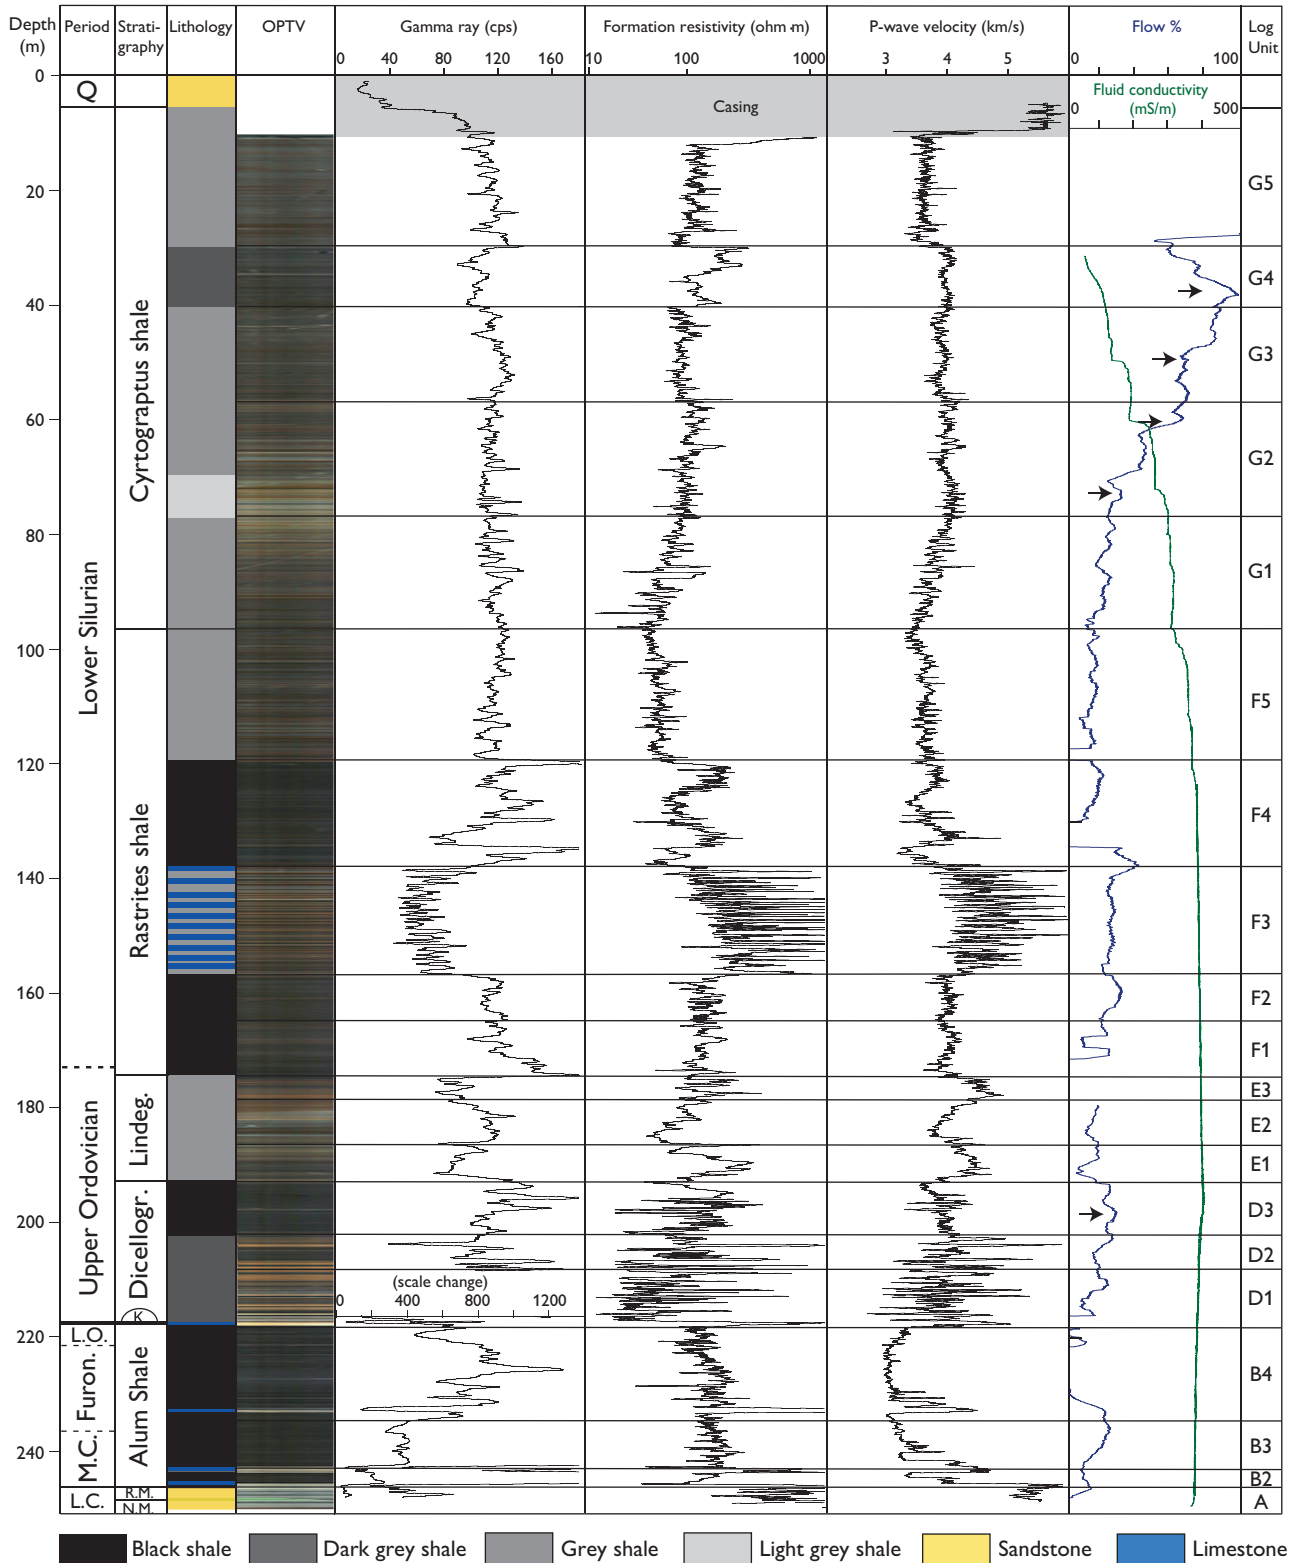 Depth
(m)
Period
Strati-
graphy
Lithology
OPTV
Gamma ray (cps)
0 40 80 120 160
Formation resistivity (ohm·m)
10 100 1000
P-wave velocity (km/s)
3 4 5
Flow %
0 100
Log
Unit
Fluid conductivity
(mS/m)
0 500
Casing
0
20
40
60
80
100
120
140
160
180
200
220
240
Q
Lower Silurian
Upper Ordovician
L.O.
Furon.
M.C.
L.C.
Cyrtograptus shale
Rastrites shale
Lindeg.
Dicellogr.
K
Alum Shale
R.M.
N.M.
(scale change)
0 400 800 1200
G5
G4
G3
G2
G1
F5
F4
F3
F2
F1
E3
E2
E1
D3
D2
D1
B4
B3
B2
A
Black shale
Dark grey shale
Grey shale
Light grey shale
Sandstone
Limestone